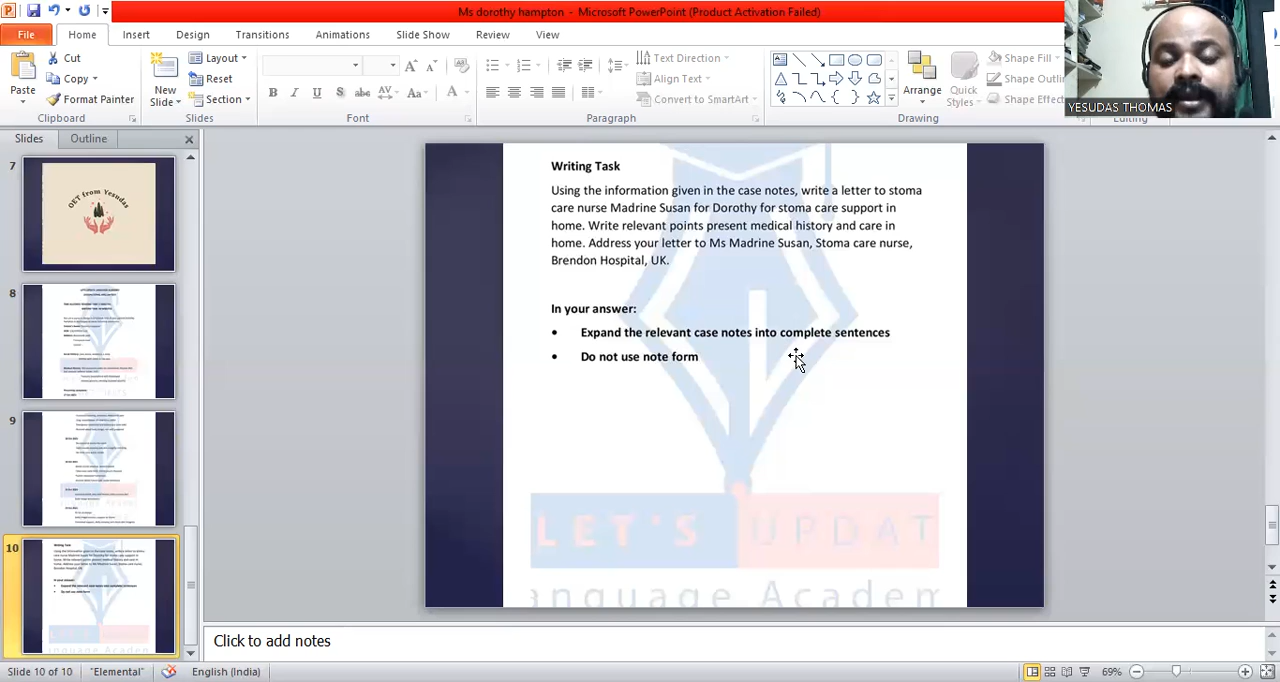 Ms dorothy hampton - Microsoft PowerPoint (Product Activation Failed)
File Home Insert Design Transitions Animations Slide Show Review View
Cut
Copy
Format Painter
Paste
Clipboard
New Slide
Layout
Reset
Section
Slides
Font
Text Direction
Align Text
Convert to SmartArt
Paragraph
Arrange
Quick Styles
Shape Fill
Shape Outli
Shape Effect
Drawing
Editing
YESUDAS THOMAS
Slides Outline
7
OET from Yesudas
8
9
10
Writing Task
Using the information given in the case notes, write a letter to stoma
care nurse Madrine Susan for Dorothy for stoma care support in
home. Write relevant points present medical history and care in
home. Address your letter to Ms Madrine Susan, Stoma care nurse,
Brendon Hospital, UK.
In your answer:
• Expand the relevant case notes into complete sentences
• Do not use note form
LET'S DAT
anguage Academ
Click to add notes
Slide 10 of 10 "Elemental" English (India) 69%